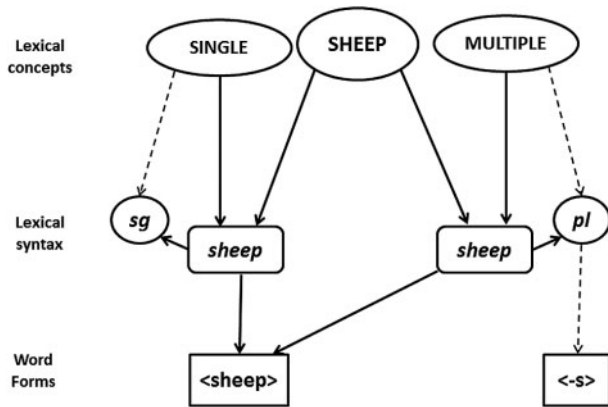 Lexical
concepts
SINGLE
SHEEP
MULTIPLE
Lexical
syntax
sg
sheep
sheep
pl
Word
Forms
<sheep>
<-s>